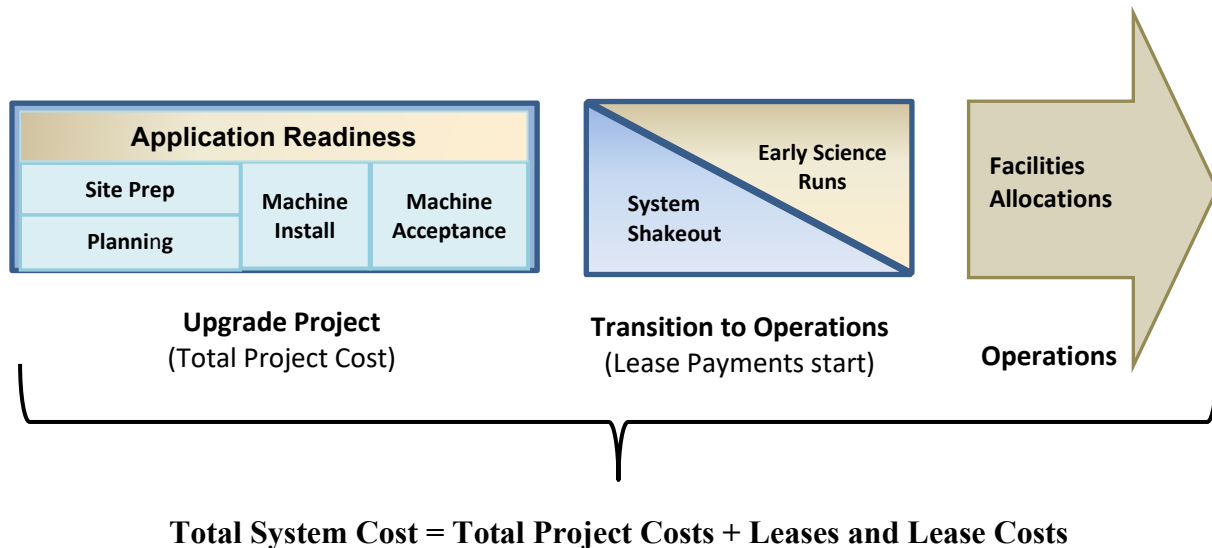 Application Readiness
Site Prep
Planning
Machine
Install
Machine
Acceptance
System
Shakeout
Early Science
Runs
Facilities
Allocations
Upgrade Project
(Total Project Cost)
Transition to Operations
(Lease Payments start)
Operations
Total System Cost = Total Project Costs + Leases and Lease Costs